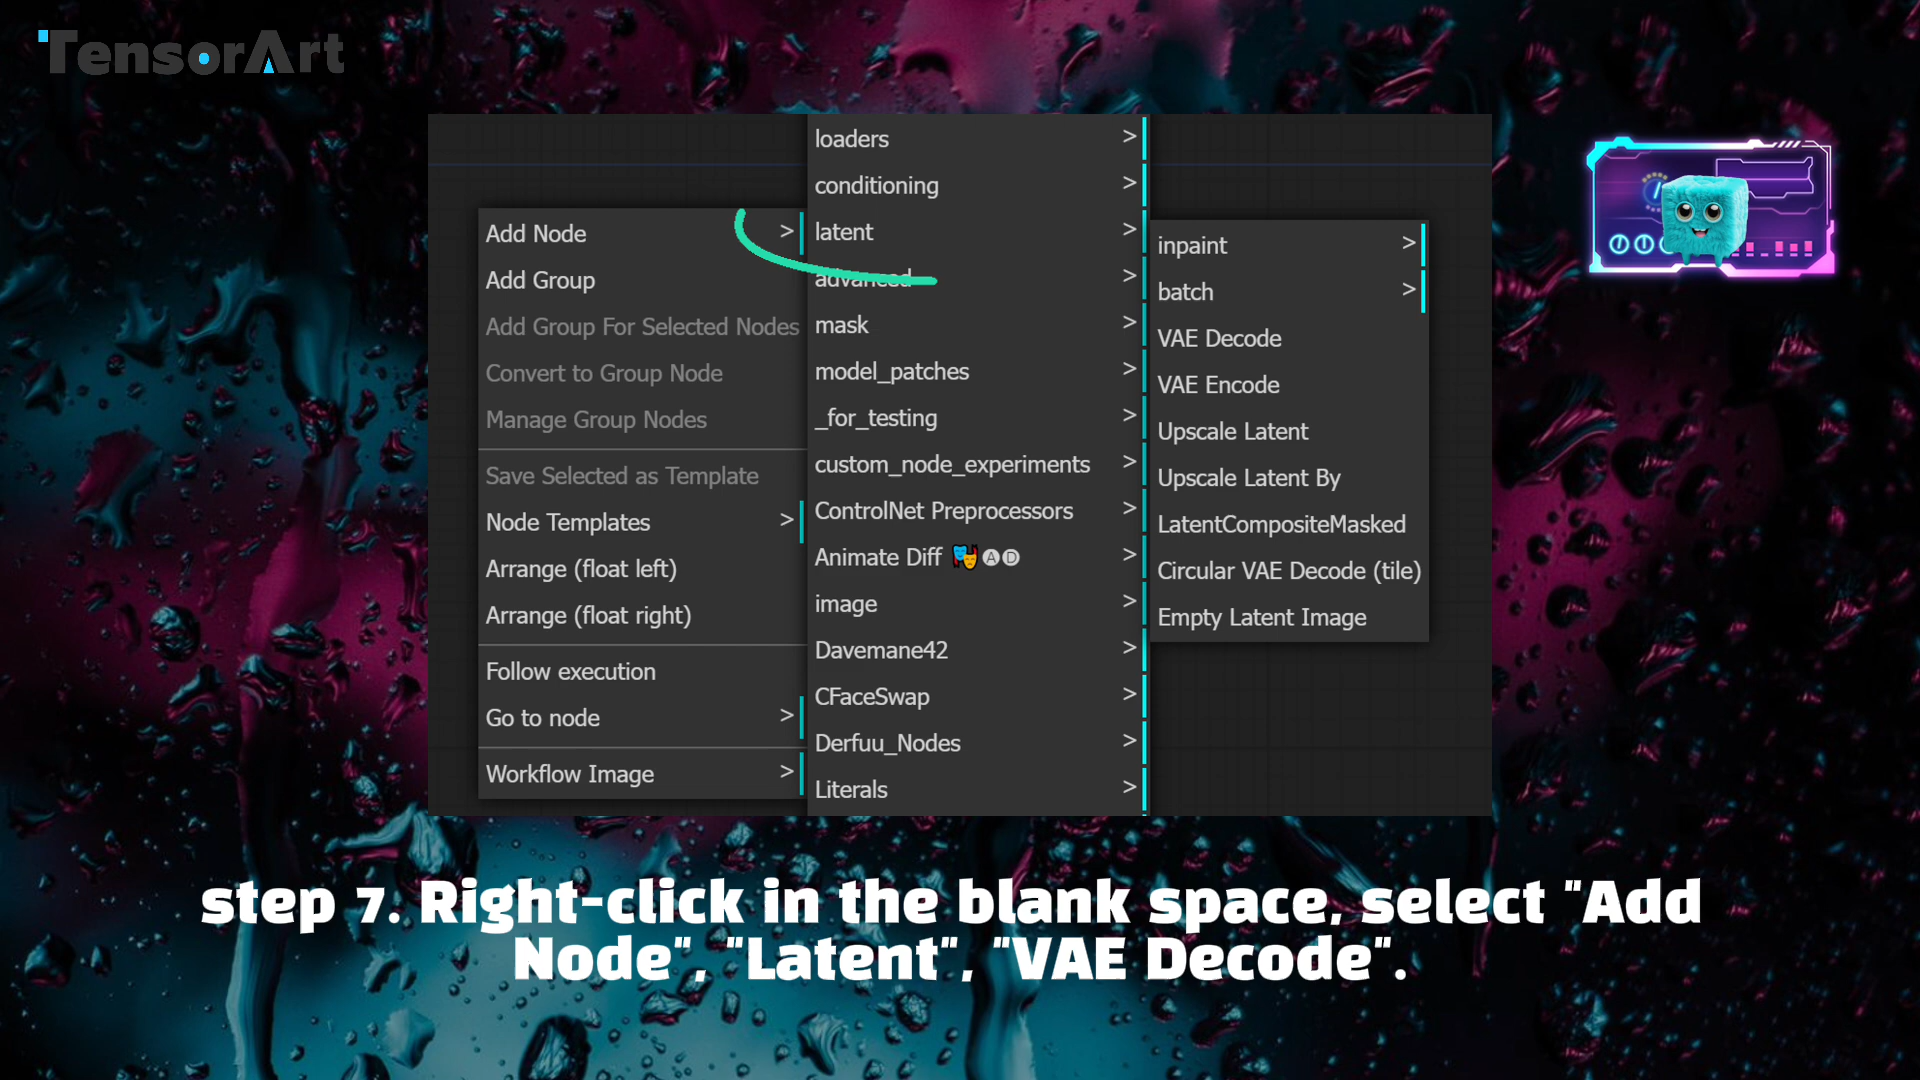 TensorArt
Add Node >
Add Group
Add Group For Selected Nodes
Convert to Group Node
Manage Group Nodes
Save Selected as Template
Node Templates >
Arrange (float left)
Arrange (float right)
Follow execution
Go to node >
Workflow Image >
loaders >
conditioning >
latent >
advanced >
mask >
model_patches >
_for_testing >
custom_node_experiments >
ControlNet Preprocessors >
Animate Diff 🎭🅐🅓 >
image >
Davemane42 >
CFaceSwap >
Derfuu_Nodes >
Literals >
inpaint >
batch >
VAE Decode
VAE Encode
Upscale Latent
Upscale Latent By
LatentCompositeMasked
Circular VAE Decode (tile)
Empty Latent Image
step 7. Right-click in the blank space, select "Add
Node", "Latent", "VAE Decode".